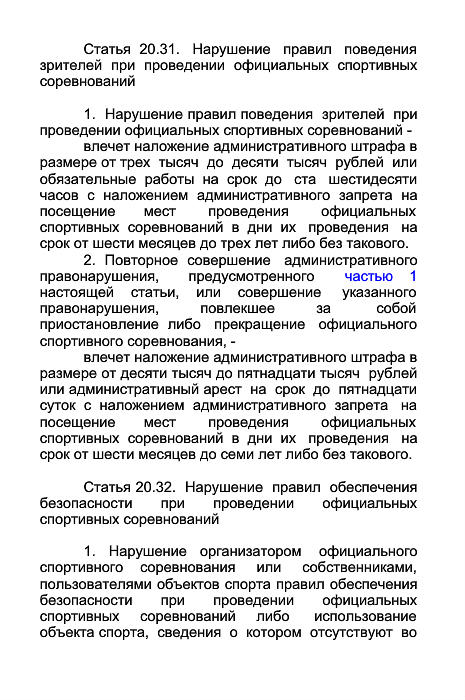 Статья 20.31. Нарушение правил поведения
зрителей при проведении официальных спортивных
соревнований
1. Нарушение правил поведения зрителей при
проведении официальных спортивных соревнований -
влечет наложение административного штрафа в
размере от трех тысяч до десяти тысяч рублей или
обязательные работы на срок до ста шестидесяти
часов с наложением административного запрета на
посещение мест проведения официальных
спортивных соревнований в дни их проведения на
срок от шести месяцев до трех лет либо без такового.
2. Повторное совершение административного
правонарушения, предусмотренного частью 1
настоящей статьи, или совершение указанного
правонарушения, повлекшее за собой
приостановление либо прекращение официального
спортивного соревнования, -
влечет наложение административного штрафа в
размере от десяти тысяч до пятнадцати тысяч рублей
или административный арест на срок до пятнадцати
суток с наложением административного запрета на
посещение мест проведения официальных
спортивных соревнований в дни их проведения на
срок от шести месяцев до семи лет либо без такового.
Статья 20.32. Нарушение правил обеспечения
безопасности при проведении официальных
спортивных соревнований
1. Нарушение организатором официального
спортивного соревнования или собственниками,
пользователями объектов спорта правил обеспечения
безопасности при проведении официальных
спортивных соревнований либо использование
объекта спорта, сведения о котором отсутствуют во